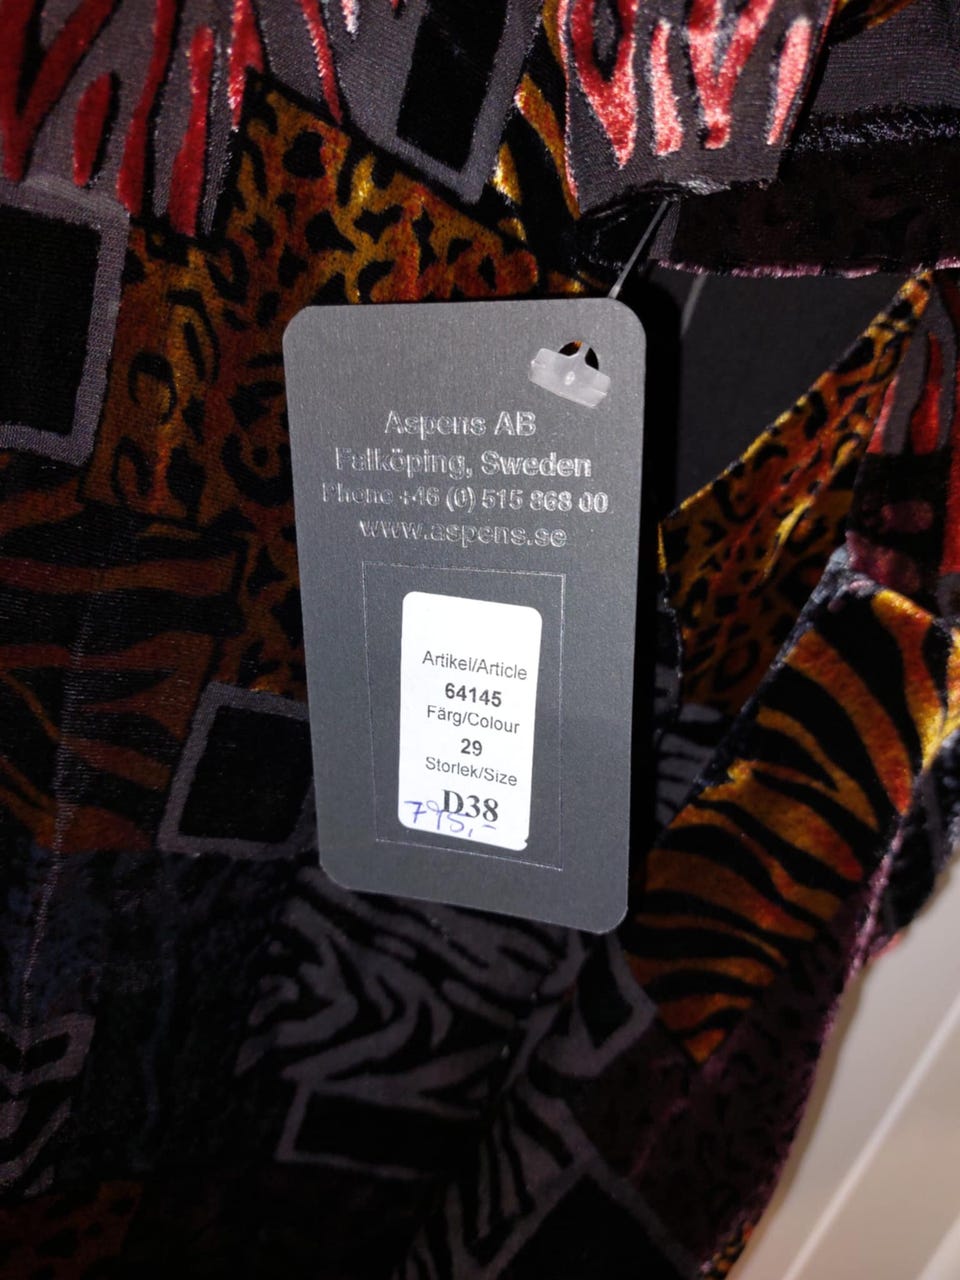 Aspens AB
Falköping, Sweden
Phone +46 (0) 515 868 00
www.aspens.se
Artikel/Article
64145
Färg/Colour
29
Storlek/Size
D38
795,-